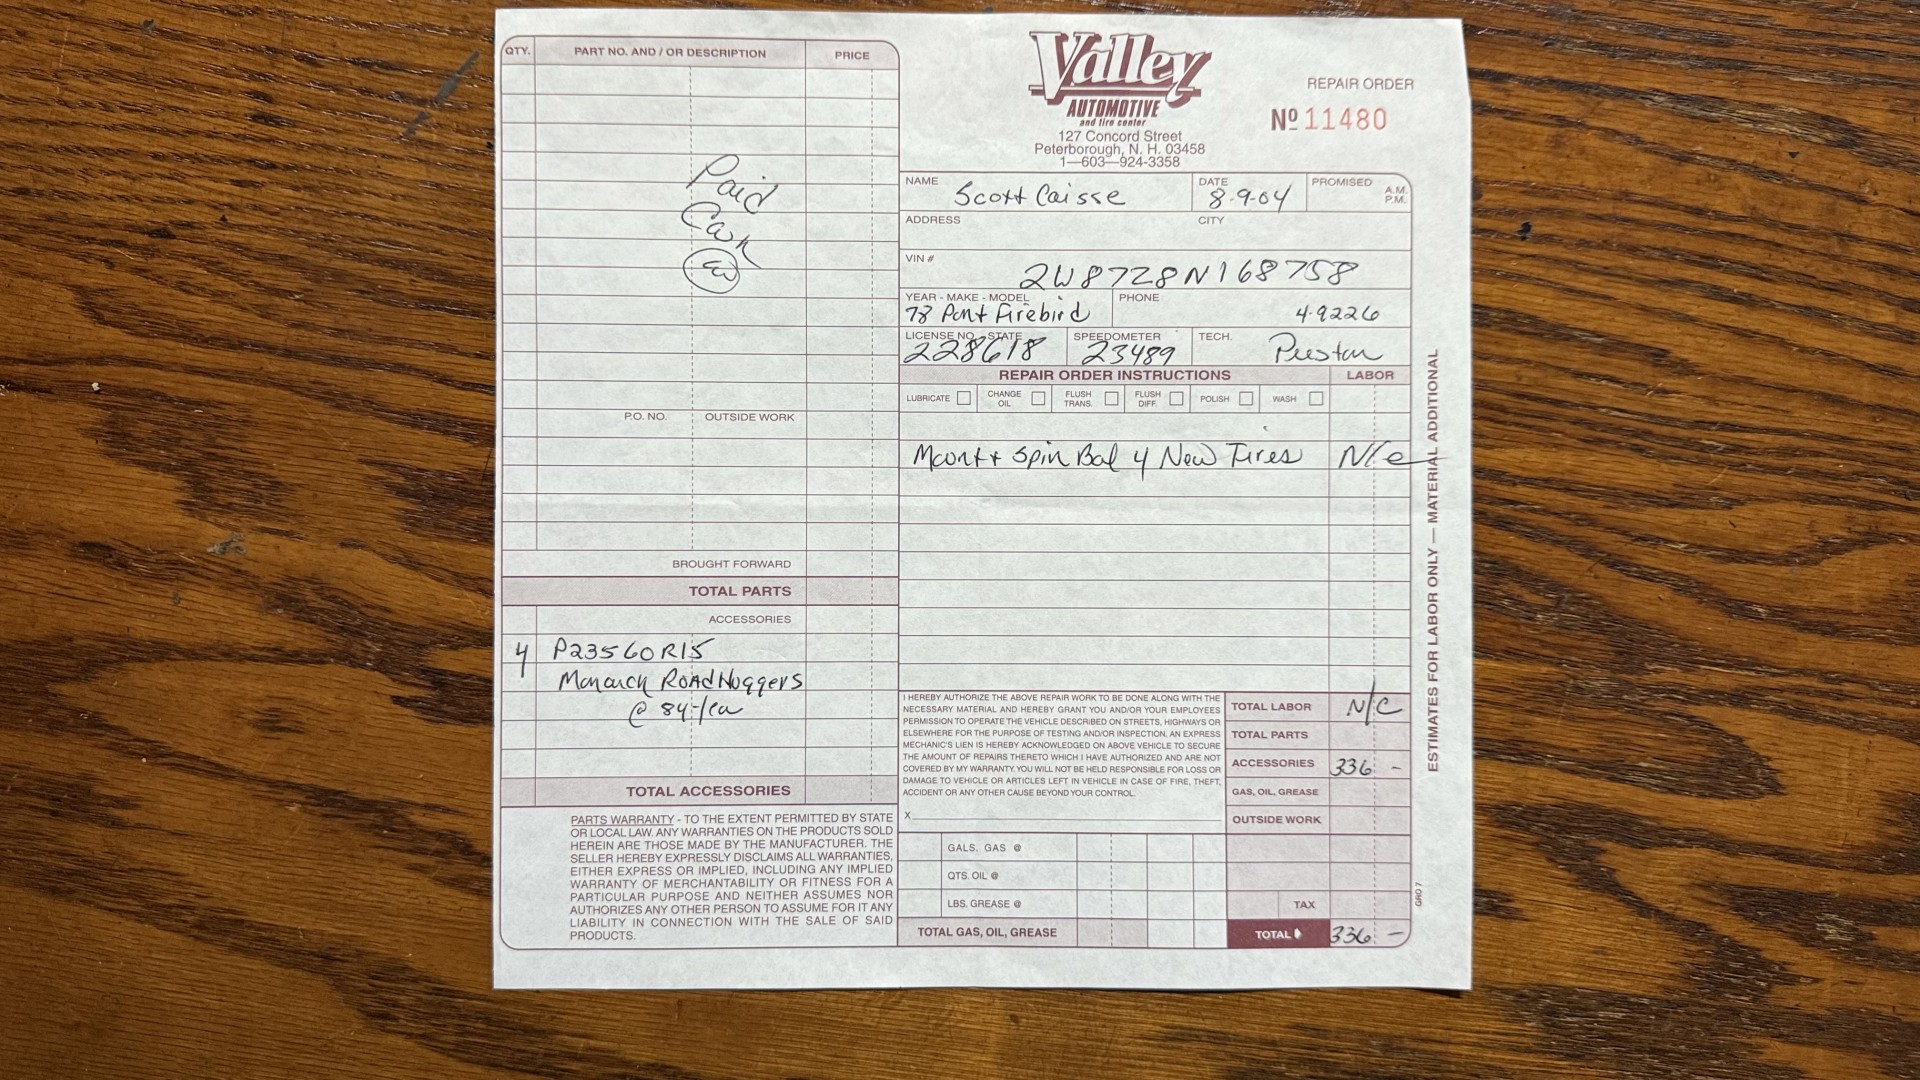 QTY. PART NO. AND / OR DESCRIPTION PRICE
Paid
Cash
P.O. NO. OUTSIDE WORK
BROUGHT FORWARD
TOTAL PARTS
ACCESSORIES
4 P23560R15
Monarch RoadHuggers
@ 84-/ea
TOTAL ACCESSORIES
PARTS WARRANTY - TO THE EXTENT PERMITTED BY STATE
OR LOCAL LAW. ANY WARRANTIES ON THE PRODUCTS SOLD
HEREIN ARE THOSE MADE BY THE MANUFACTURER. THE
SELLER HEREBY EXPRESSLY DISCLAIMS ALL WARRANTIES,
EITHER EXPRESS OR IMPLIED, INCLUDING ANY IMPLIED
WARRANTY OF MERCHANTABILITY OR FITNESS FOR A
PARTICULAR PURPOSE AND NEITHER ASSUMES NOR
AUTHORIZES ANY OTHER PERSON TO ASSUME FOR IT ANY
LIABILITY IN CONNECTION WITH THE SALE OF SAID
PRODUCTS.
Valley
AUTOMOTIVE
and tire center
127 Concord Street
Peterborough, N. H. 03458
1—603—924-3358
REPAIR ORDER
Nº 11480
NAME Scott Caisse DATE 8-9-04 PROMISED A.M. P.M.
ADDRESS CITY
VIN # 2W87Z8N168758
YEAR - MAKE - MODEL 78 Pont Firebird PHONE 4-9226
LICENSE NO. - STATE 228618 SPEEDOMETER 23489 TECH. Preston
REPAIR ORDER INSTRUCTIONS LABOR
LUBRICATE CHANGE OIL FLUSH TRANS. FLUSH DIFF. POLISH WASH
Mount + Spin Bal 4 New Tires N/C
I HEREBY AUTHORIZE THE ABOVE REPAIR WORK TO BE DONE ALONG WITH THE
NECESSARY MATERIAL AND HEREBY GRANT YOU AND/OR YOUR EMPLOYEES
PERMISSION TO OPERATE THE VEHICLE DESCRIBED ON STREETS, HIGHWAYS OR
ELSEWHERE FOR THE PURPOSE OF TESTING AND/OR INSPECTION. AN EXPRESS
MECHANIC'S LIEN IS HEREBY ACKNOWLEDGED ON ABOVE VEHICLE TO SECURE
THE AMOUNT OF REPAIRS THERETO WHICH I HAVE AUTHORIZED AND ARE NOT
COVERED BY MY WARRANTY. YOU WILL NOT BE HELD RESPONSIBLE FOR LOSS OR
DAMAGE TO VEHICLE OR ARTICLES LEFT IN VEHICLE IN CASE OF FIRE, THEFT,
ACCIDENT OR ANY OTHER CAUSE BEYOND YOUR CONTROL.
X
TOTAL LABOR N/C
TOTAL PARTS
ACCESSORIES 336 -
GAS, OIL, GREASE
OUTSIDE WORK
GALS. GAS @
QTS. OIL @
LBS. GREASE @ TAX
TOTAL GAS, OIL, GREASE TOTAL 336 -
ESTIMATES FOR LABOR ONLY — MATERIAL ADDITIONAL
GRO 7